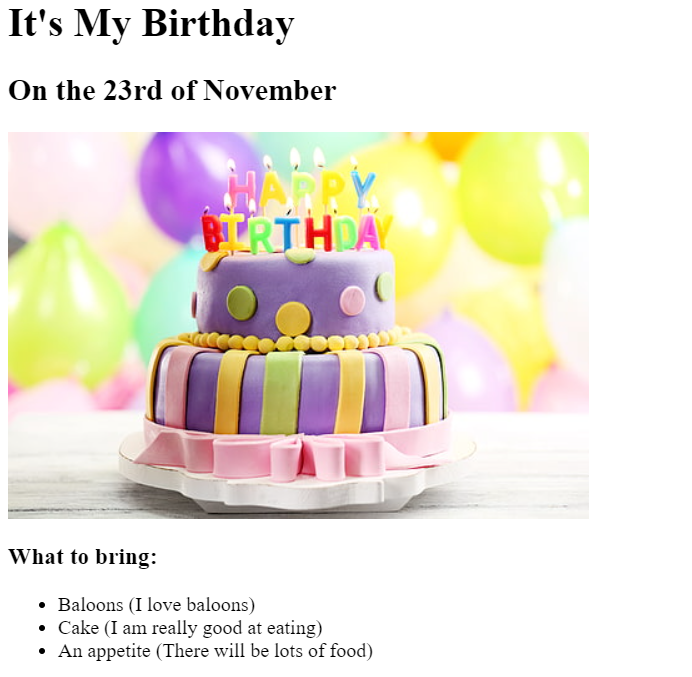 It's My Birthday
On the 23rd of November
HAPPY
BIRTHDAY
What to bring:
Baloons (I love baloons)
Cake (I am really good at eating)
An appetite (There will be lots of food)